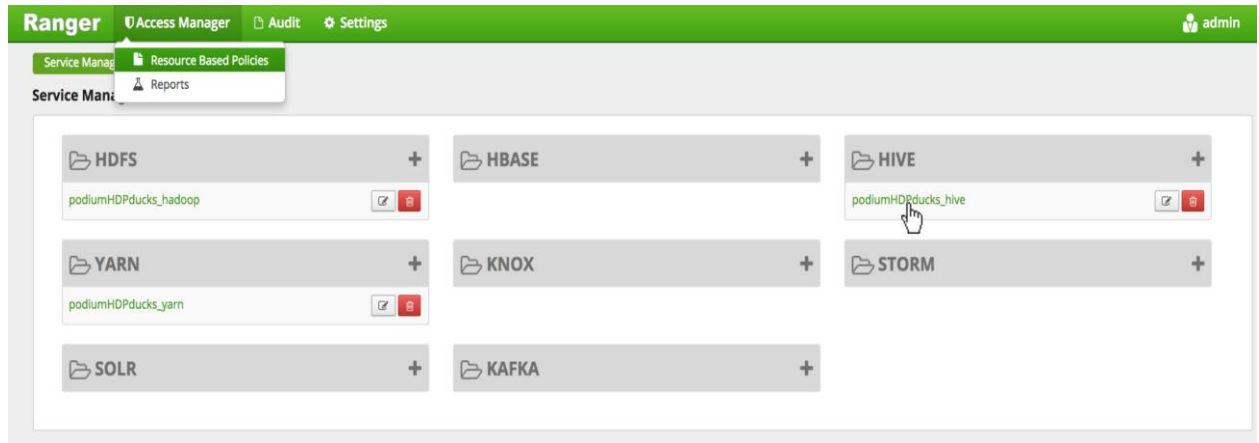 Ranger Access Manager Audit Settings admin
Service Manag
Resource Based Policies
Reports
Service Mana
HDFS + HBASE + HIVE +
podiumHDPducks_hadoop podiumHDPducks_hive
YARN + KNOX + STORM +
podiumHDPducks_yarn
SOLR + KAFKA +